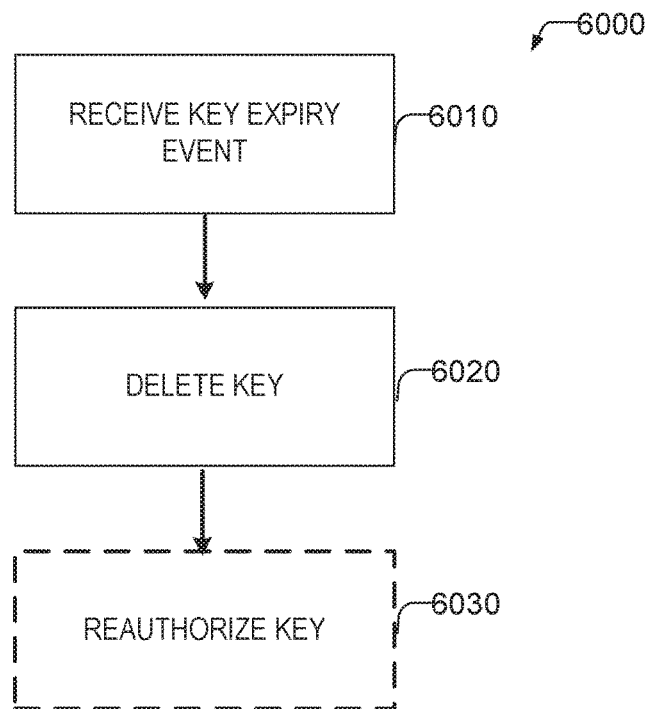 6000
RECEIVE KEY EXPIRY
EVENT
6010
DELETE KEY
6020
REAUTHORIZE KEY
6030